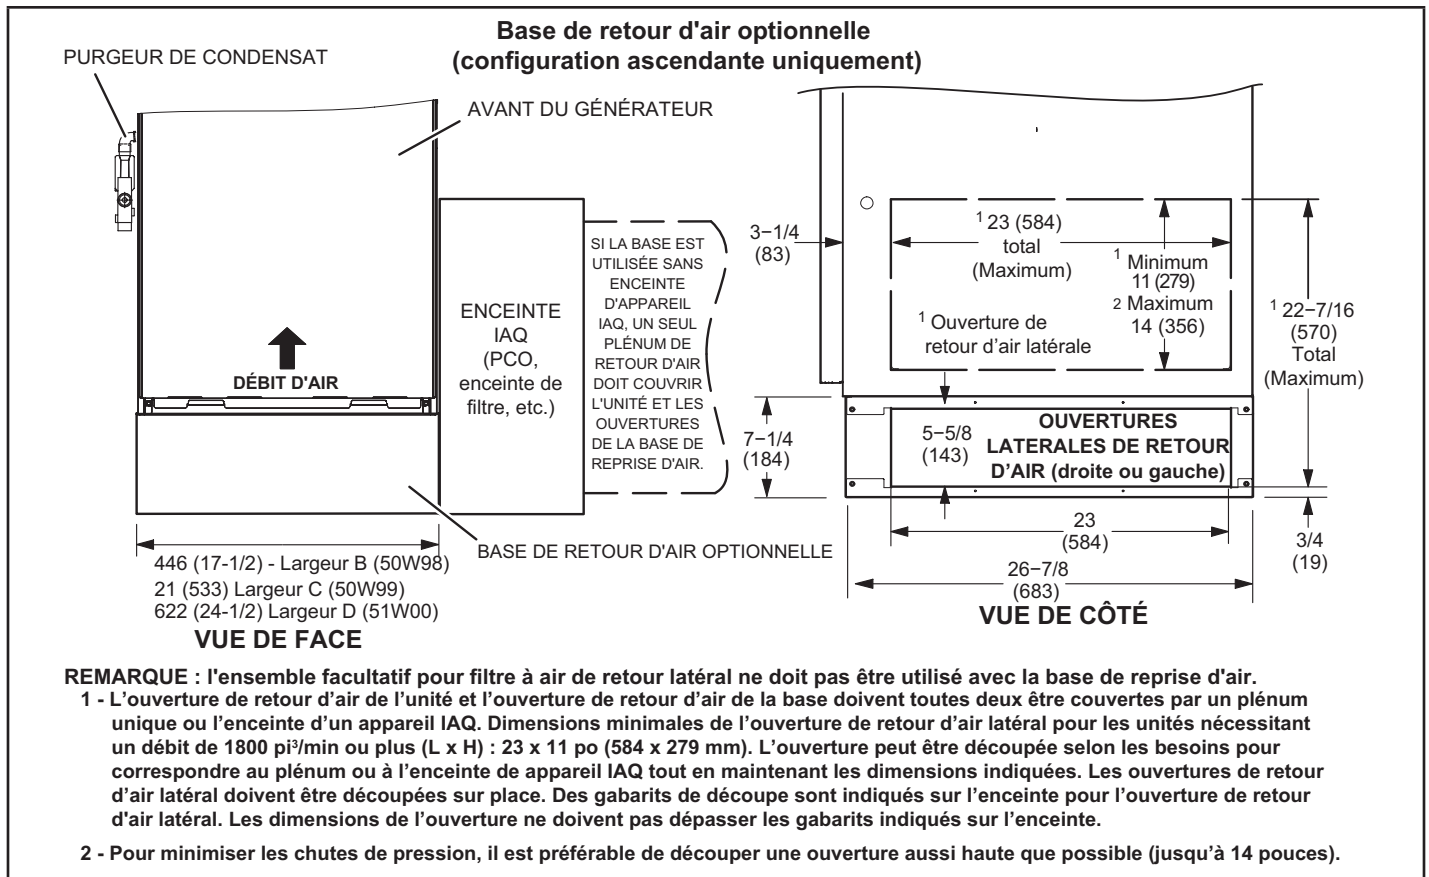 Base de retour d'air optionnelle
(configuration ascendante uniquement)
PURGEUR DE CONDENSAT
AVANT DU GÉNÉRATEUR
DÉBIT D'AIR
ENCEINTE
IAQ
(PCO,
enceinte de
filtre, etc.)
SI LA BASE EST
UTILISÉE SANS
ENCEINTE
D'APPAREIL
IAQ, UN SEUL
PLÉNUM DE
RETOUR D'AIR
DOIT COUVRIR
L'UNITÉ ET LES
OUVERTURES
DE LA BASE DE
REPRISE D'AIR.
BASE DE RETOUR D'AIR OPTIONNELLE
446 (17-1/2) - Largeur B (50W98)
21 (533) Largeur C (50W99)
622 (24-1/2) Largeur D (51W00)
VUE DE FACE
3−1/4
(83)
1 23 (584)
total
(Maximum)
1 Minimum
11 (279)
2 Maximum
14 (356)
1 Ouverture de
retour d’air latérale
1 22−7/16
(570)
Total
(Maximum)
7−1/4
(184)
5−5/8
(143)
OUVERTURES
LATERALES DE RETOUR
D’AIR (droite ou gauche)
23
(584)
3/4
(19)
26−7/8
(683)
VUE DE CÔTÉ
REMARQUE : l'ensemble facultatif pour filtre à air de retour latéral ne doit pas être utilisé avec la base de reprise d'air.
1 - L’ouverture de retour d’air de l’unité et l’ouverture de retour d’air de la base doivent toutes deux être couvertes par un plénum
unique ou l’enceinte d’un appareil IAQ. Dimensions minimales de l’ouverture de retour d’air latéral pour les unités nécessitant
un débit de 1800 pi³/min ou plus (L x H) : 23 x 11 po (584 x 279 mm). L’ouverture peut être découpée selon les besoins pour
correspondre au plénum ou à l’enceinte de appareil IAQ tout en maintenant les dimensions indiquées. Les ouvertures de retour
d’air latéral doivent être découpées sur place. Des gabarits de découpe sont indiqués sur l’enceinte pour l’ouverture de retour
d'air latéral. Les dimensions de l’ouverture ne doivent pas dépasser les gabarits indiqués sur l’enceinte.
2 - Pour minimiser les chutes de pression, il est préférable de découper une ouverture aussi haute que possible (jusqu’à 14 pouces).